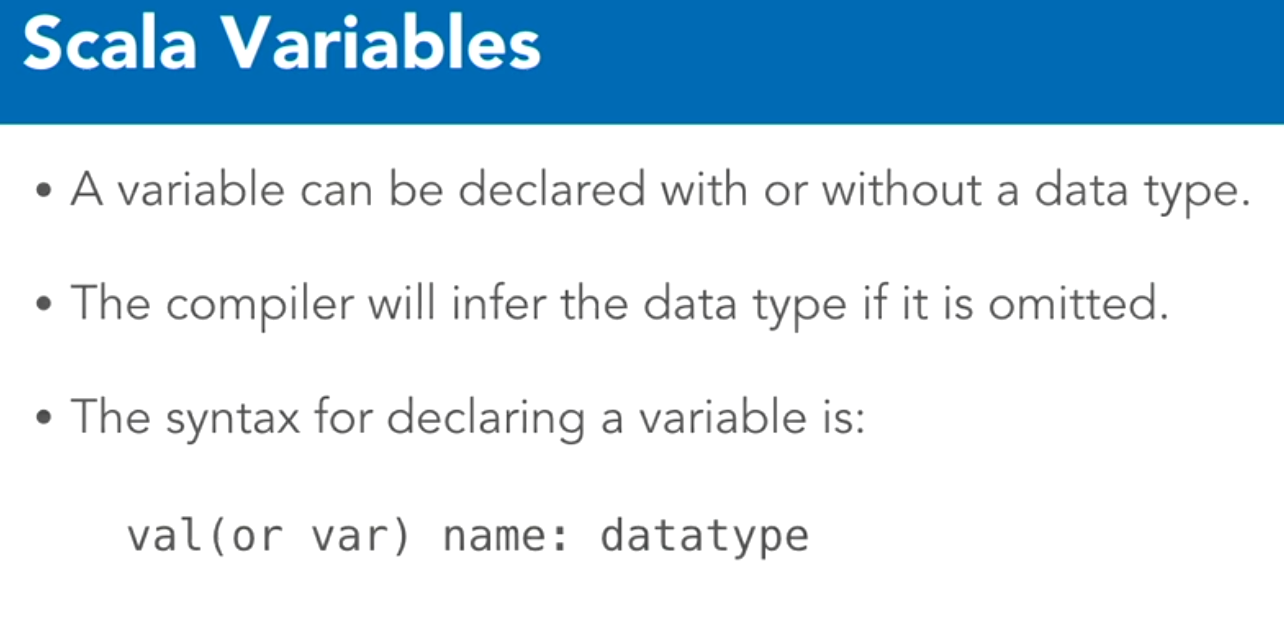 Scala Variables
• A variable can be declared with or without a data type.
• The compiler will infer the data type if it is omitted.
• The syntax for declaring a variable is:
val(or var) name: datatype